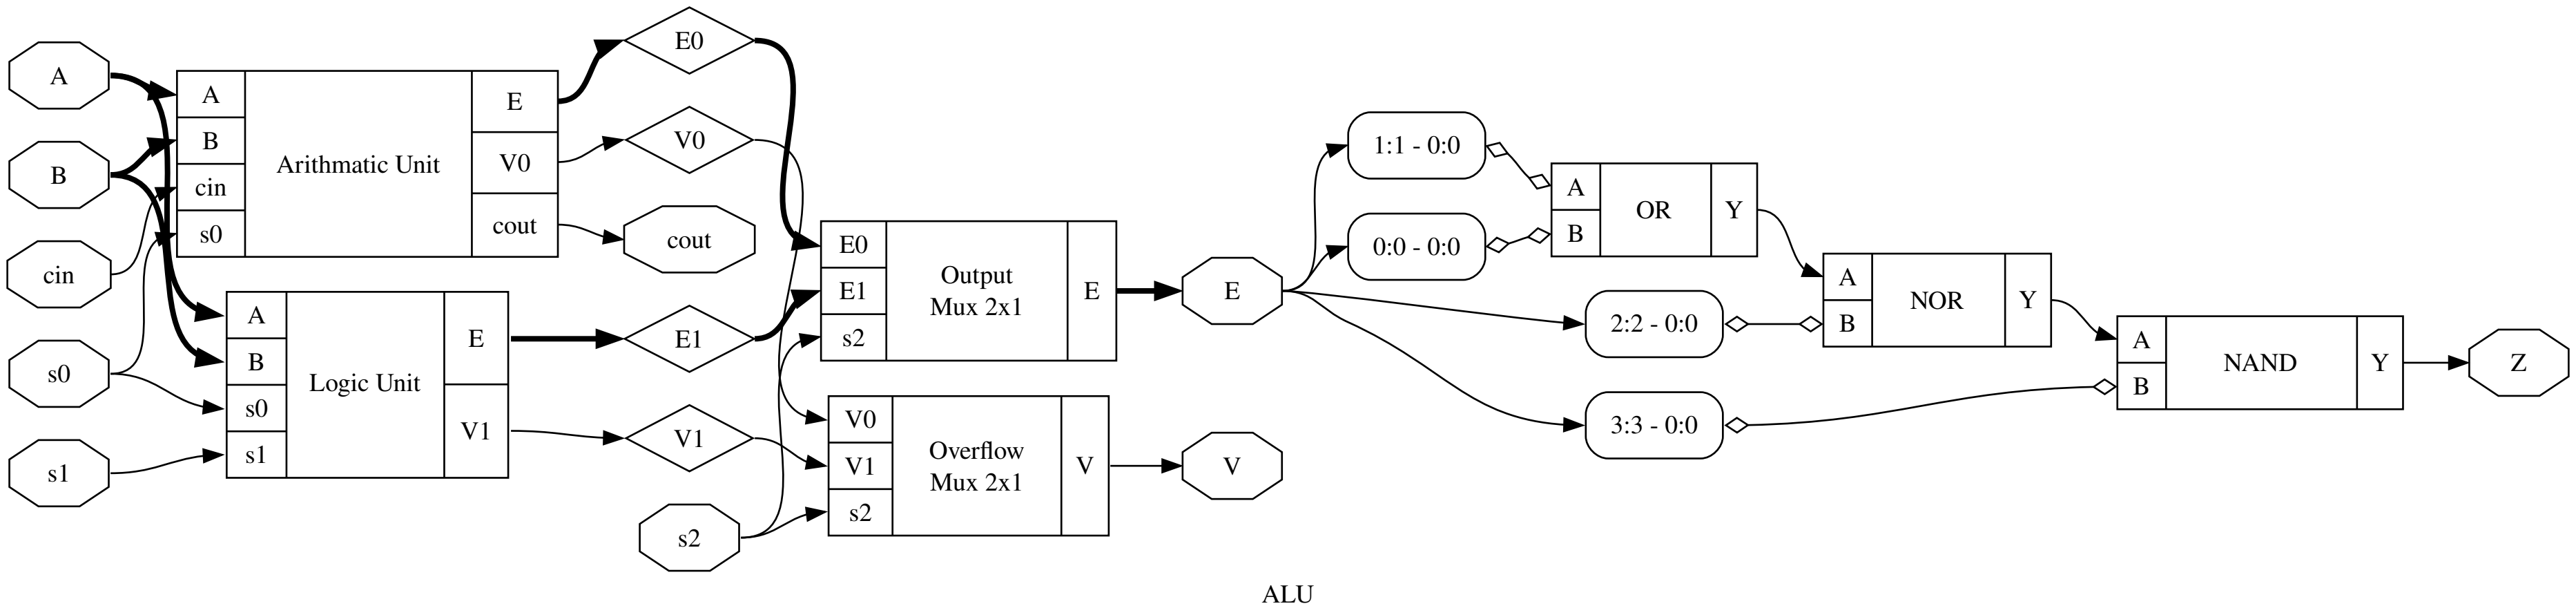 A
B
cin
s0
s1
A
B
cin
s0
Arithmatic Unit
E
V0
cout
A
B
s0
s1
Logic Unit
E
V1
E0
V0
cout
E1
V1
s2
E0
E1
s2
Output
Mux 2x1
E
V0
V1
s2
Overflow
Mux 2x1
V
E
V
1:1 - 0:0
0:0 - 0:0
2:2 - 0:0
3:3 - 0:0
A
B
OR
Y
A
B
NOR
Y
A
B
NAND
Y
Z
ALU